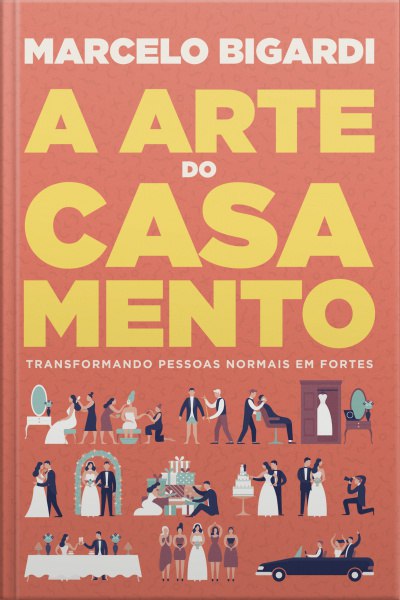 MARCELO BIGARDI
A ARTE
DO
CASA
MENTO
TRANSFORMANDO PESSOAS NORMAIS EM FORTES